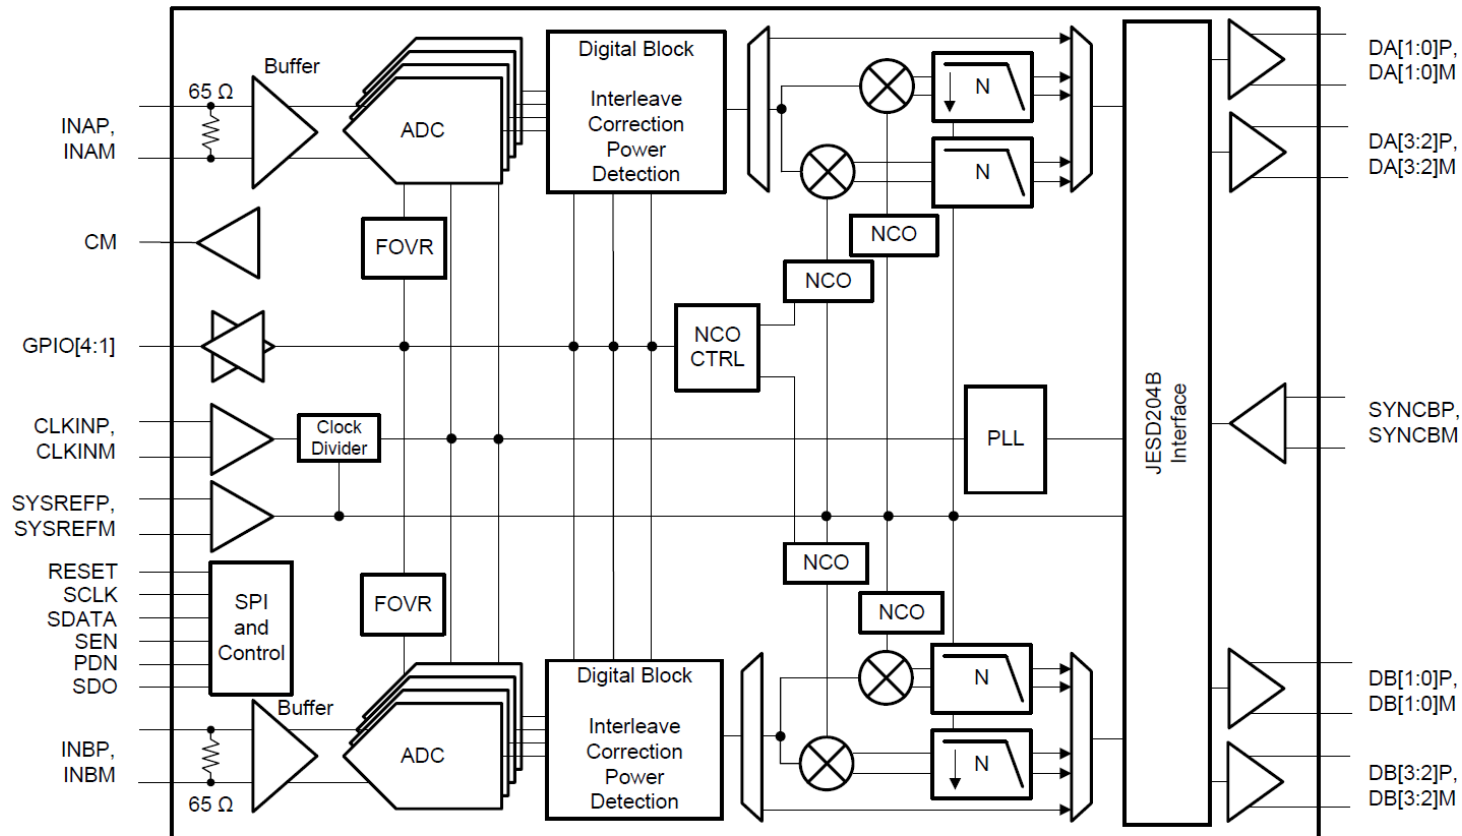 INAP,
INAM
CM
GPIO[4:1]
CLKINP,
CLKINM
SYSREFP,
SYSREFM
RESET
SCLK
SDATA
SEN
PDN
SDO
INBP,
INBM
65 Ω
Buffer
ADC
FOVR
Clock
Divider
SPI
and
Control
FOVR
Buffer
65 Ω
ADC
Digital Block
Interleave
Correction
Power
Detection
NCO
CTRL
Digital Block
Interleave
Correction
Power
Detection
N
N
NCO
NCO
PLL
NCO
NCO
N
N
JESD204B
Interface
DA[1:0]P,
DA[1:0]M
DA[3:2]P,
DA[3:2]M
SYNCBP,
SYNCBM
DB[1:0]P,
DB[1:0]M
DB[3:2]P,
DB[3:2]M